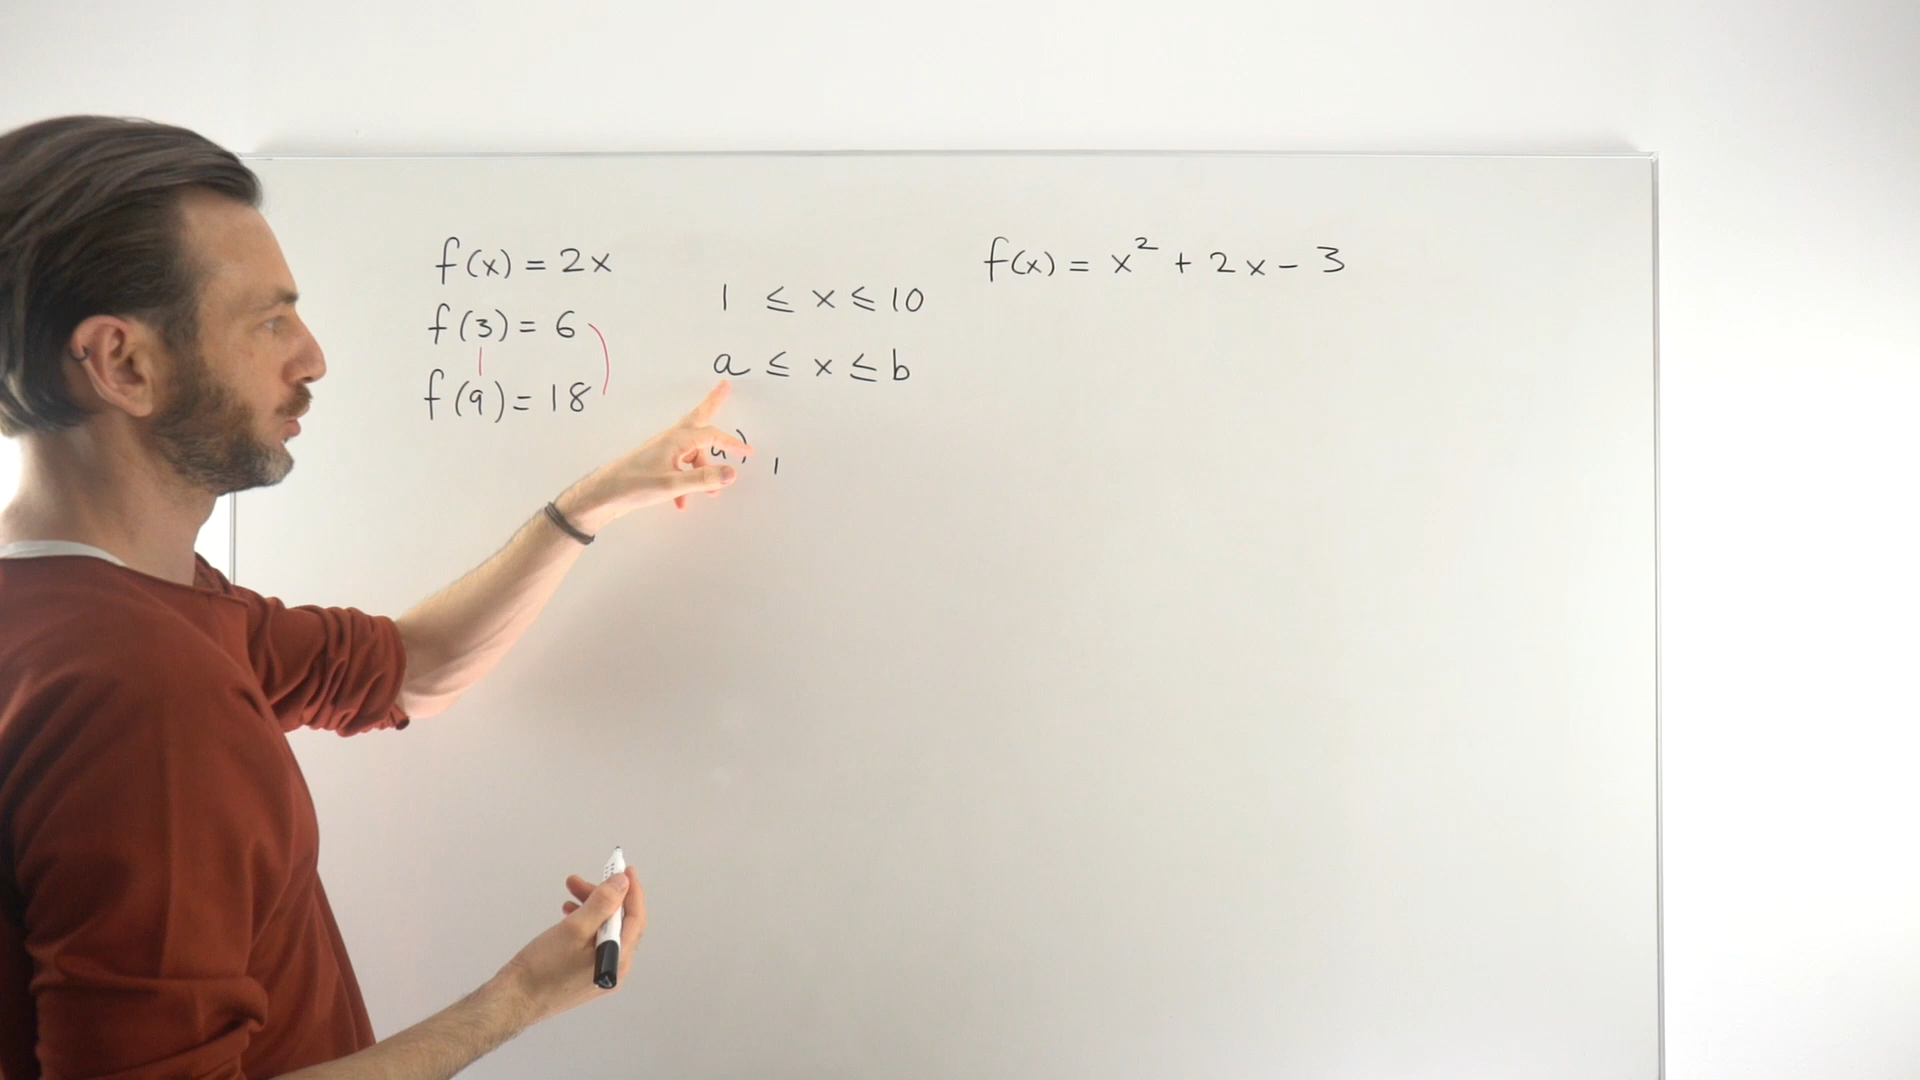 f(x) = 2x
f(3) = 6
f(9) = 18
1 ≤ x ≤ 10
a ≤ x ≤ b
f(x) = x² + 2x - 3